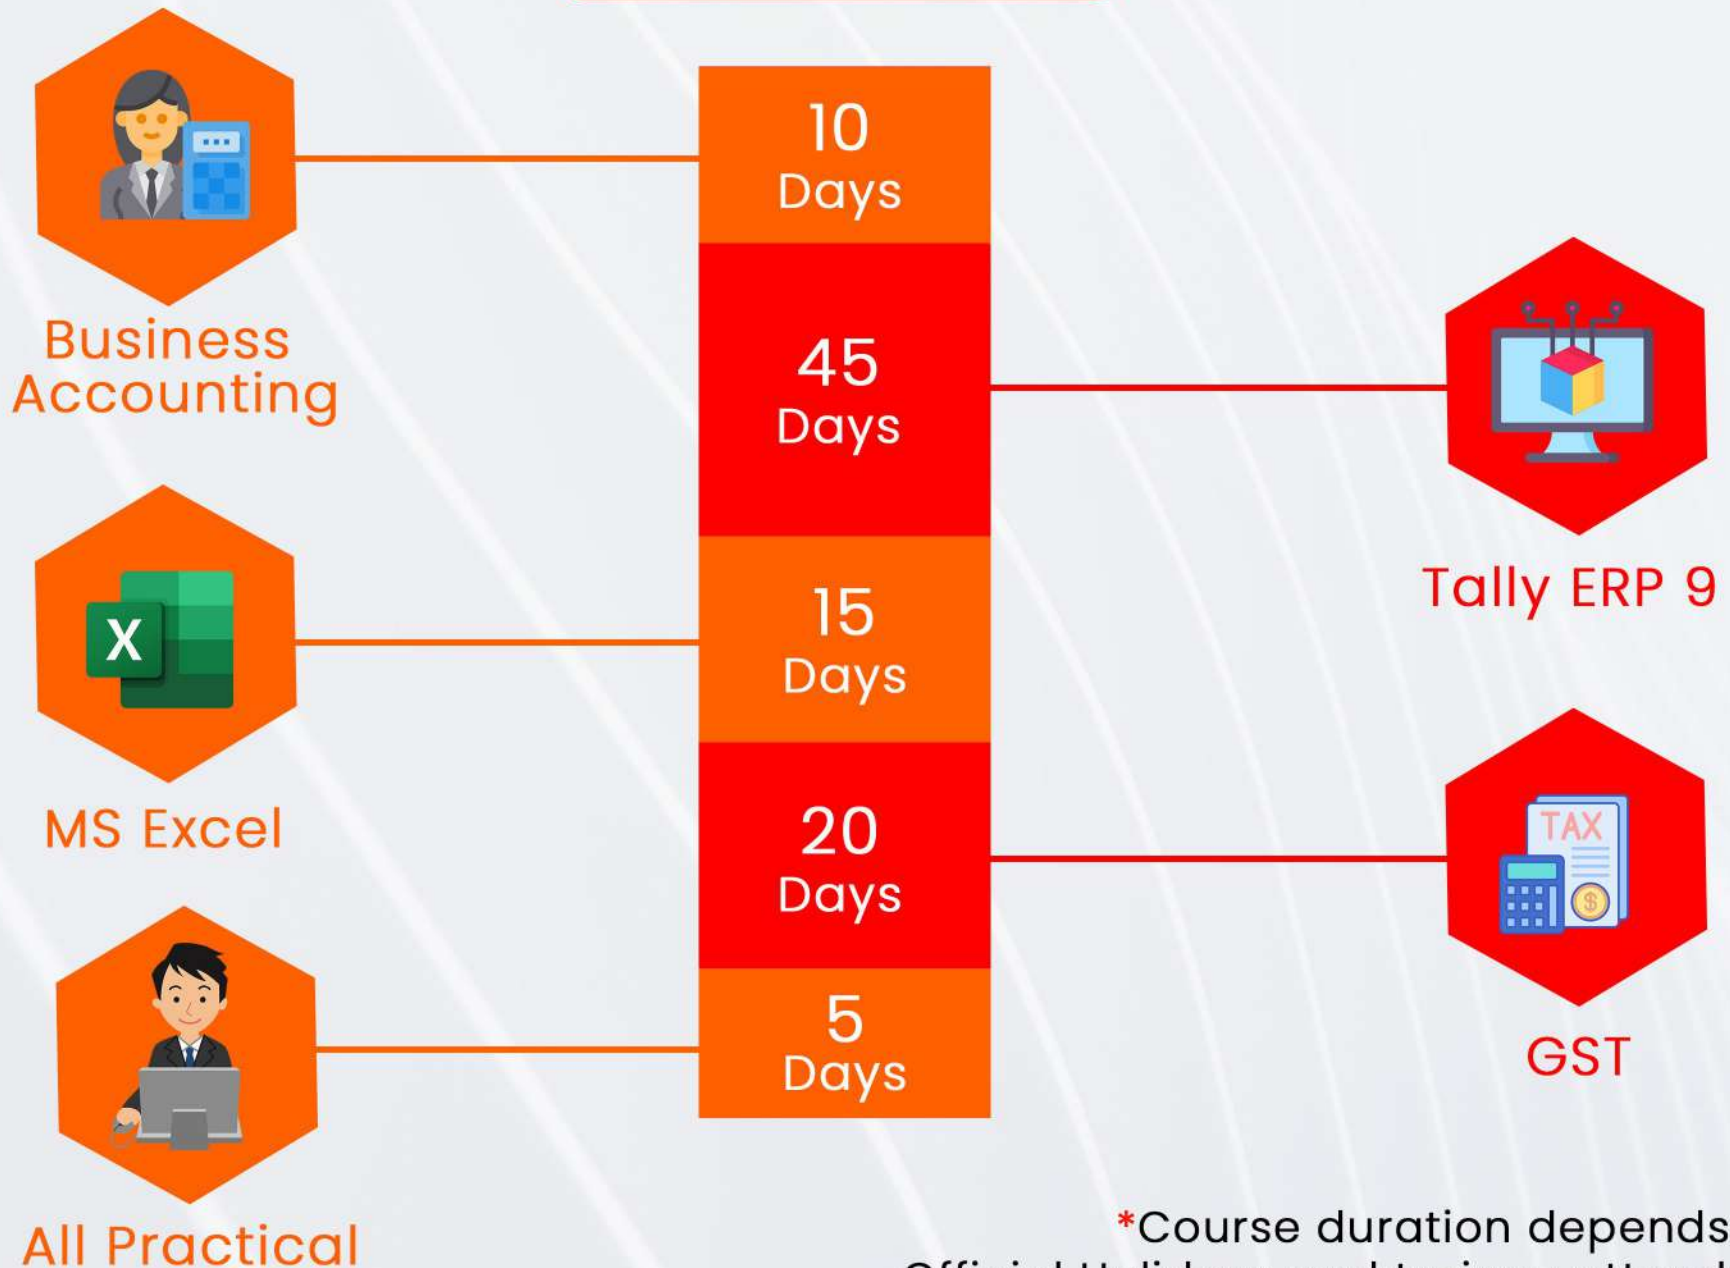 10
Days
Business
Accounting
45
Days
Tally ERP 9
X
15
Days
MS Excel
20
Days
TAX
$
GST
5
Days
All Practical
*Course duration depends